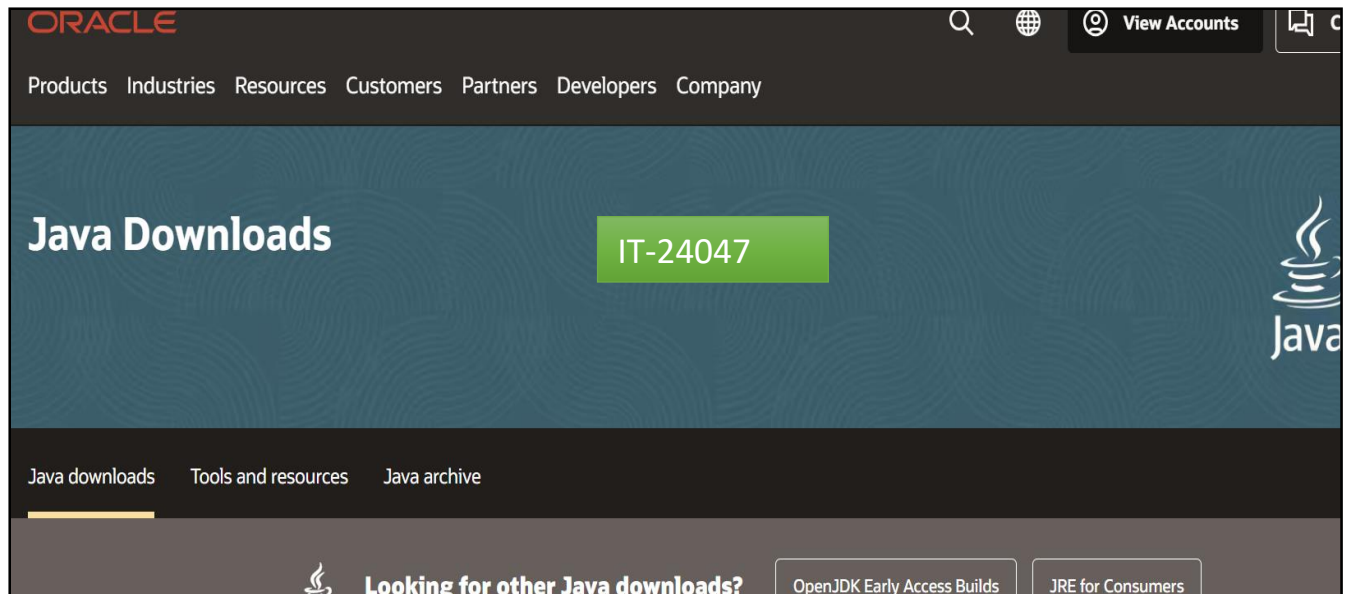 ORACLE
View Accounts
Products Industries Resources Customers Partners Developers Company
Java Downloads
IT-24047
Java
Java downloads Tools and resources Java archive
Looking for other Java downloads? OpenJDK Early Access Builds JRE for Consumers